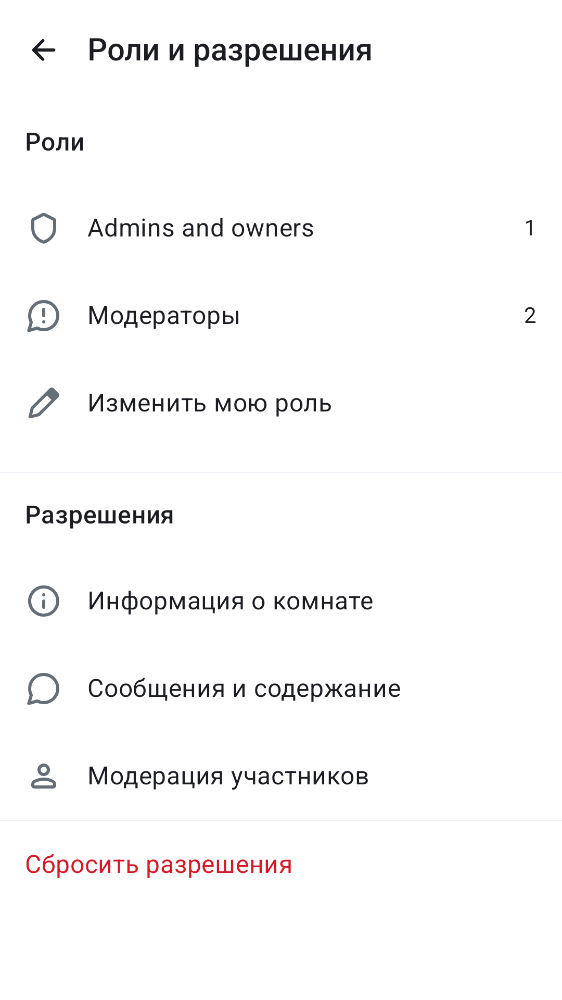 Роли и разрешения
Роли
Admins and owners 1
Модераторы 2
Изменить мою роль
Разрешения
Информация о комнате
Сообщения и содержание
Модерация участников
Сбросить разрешения